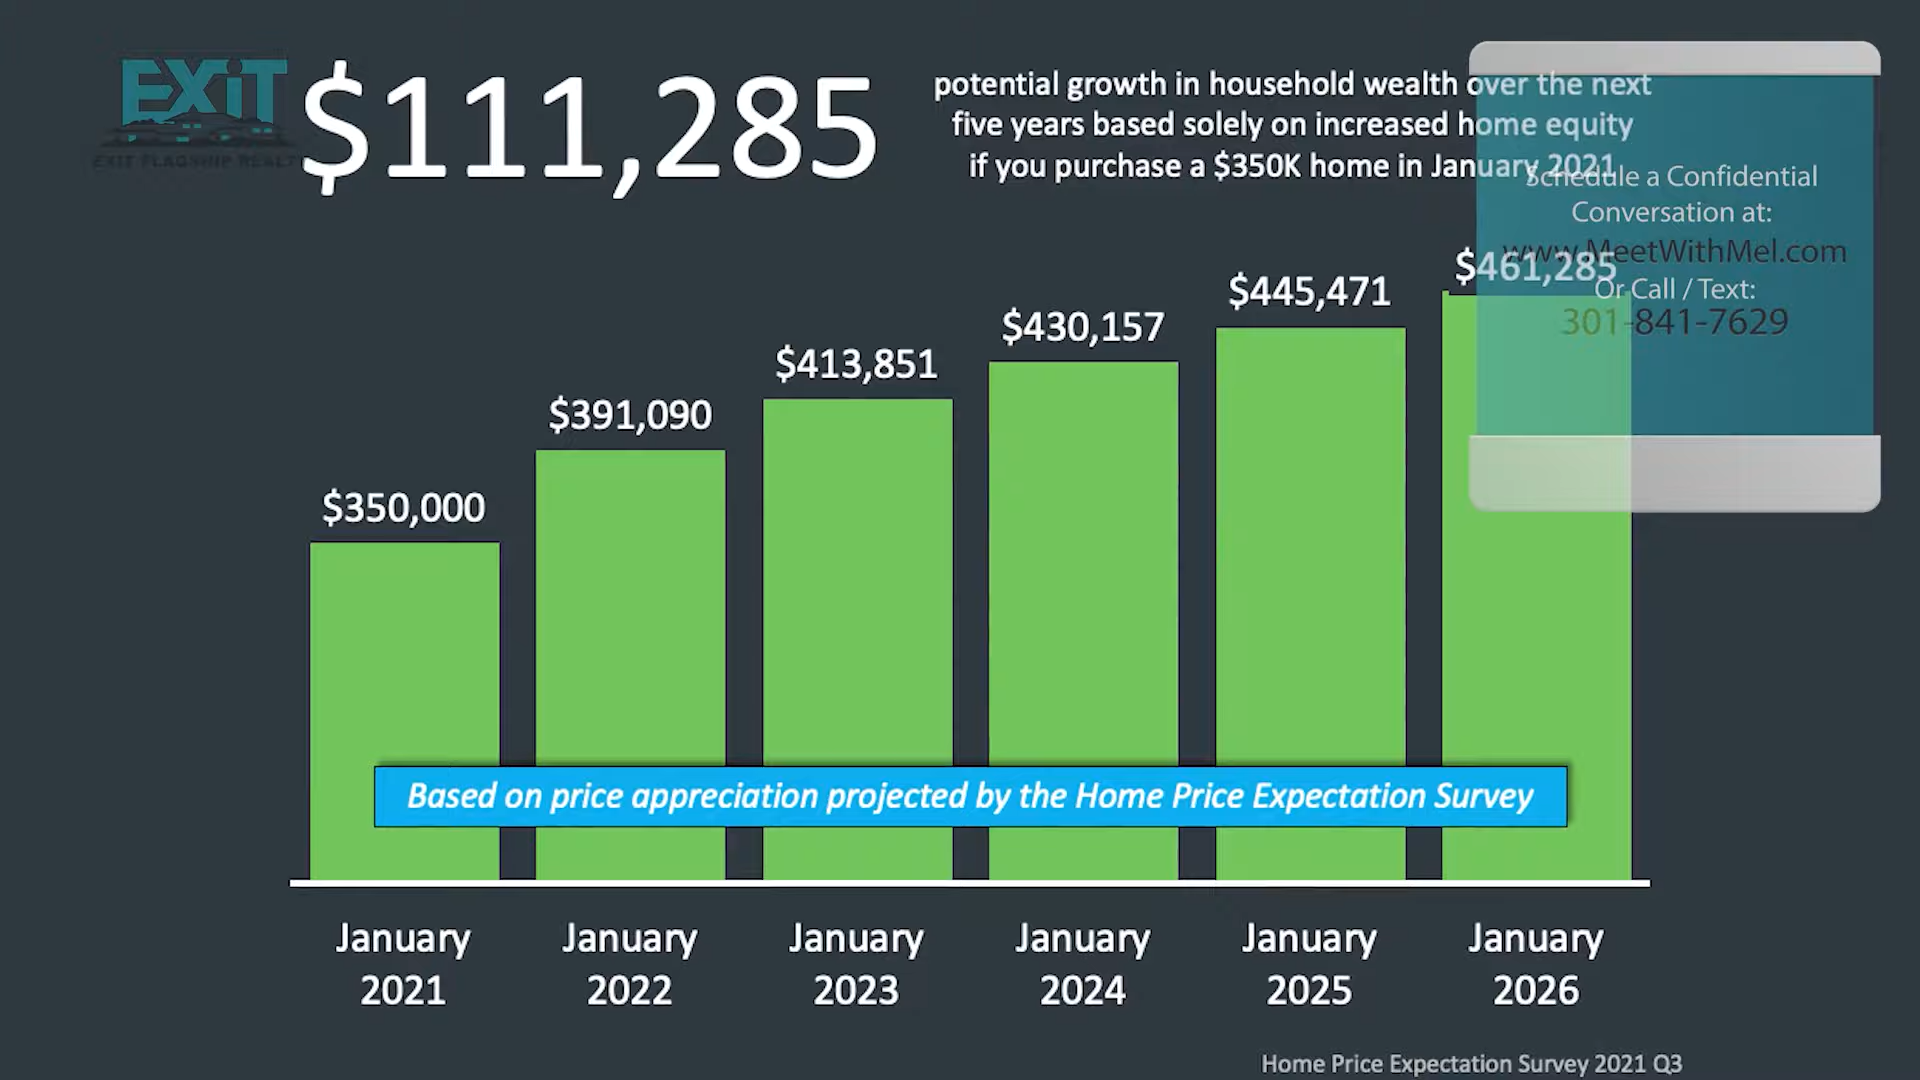 EXiT
EXIT FLAGSHIP REALTY
$111,285
potential growth in household wealth over the next
five years based solely on increased home equity
if you purchase a $350K home in January 2021
Schedule a Confidential
Conversation at:
www.MeetWithMel.com
Or Call / Text:
301-841-7629
$350,000
$391,090
$413,851
$430,157
$445,471
$461,285
Based on price appreciation projected by the Home Price Expectation Survey
January
2021
January
2022
January
2023
January
2024
January
2025
January
2026
Home Price Expectation Survey 2021 Q3